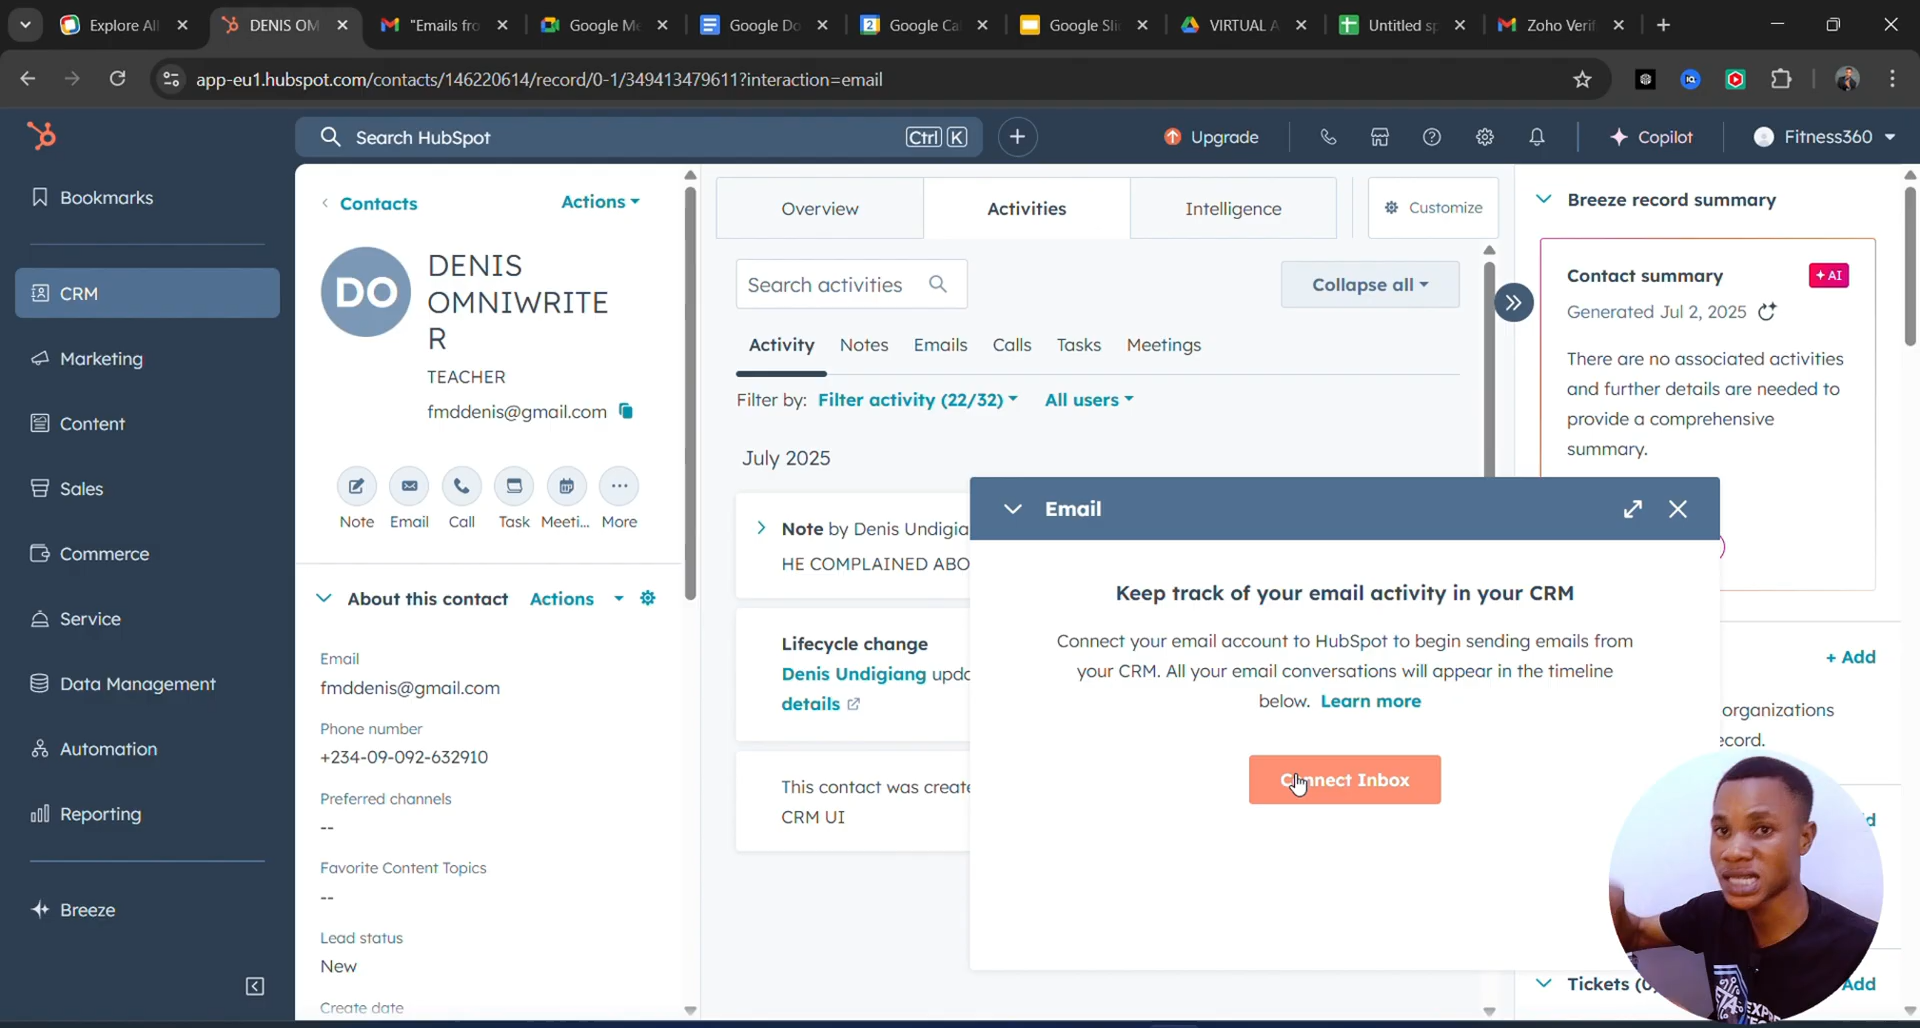 Explore All
DENIS OM
"Emails fro
Google Me
Google Do
Google Ca
Google Sli
VIRTUAL A
Untitled sp
Zoho Verif
app-eu1.hubspot.com/contacts/146220614/record/0-1/349413479611?interaction=email
Search HubSpot
Ctrl K
Upgrade
Copilot
Fitness360
Bookmarks
CRM
Marketing
Content
Sales
Commerce
Service
Data Management
Automation
Reporting
Breeze
Contacts
Actions
DO
DENIS
OMNIWRITE
R
TEACHER
fmddenis@gmail.com
Note
Email
Call
Task
Meeti...
More
About this contact
Actions
Email
fmddenis@gmail.com
Phone number
+234-09-092-632910
Preferred channels
--
Favorite Content Topics
--
Lead status
New
Create date
Overview
Activities
Intelligence
Customize
Search activities
Collapse all
Activity
Notes
Emails
Calls
Tasks
Meetings
Filter by: Filter activity (22/32) All users
July 2025
Note by Denis Undigia
HE COMPLAINED ABO
Lifecycle change
Denis Undigiang upda
details
This contact was create
CRM UI
Email
Keep track of your email activity in your CRM
Connect your email account to HubSpot to begin sending emails from
your CRM. All your email conversations will appear in the timeline
below. Learn more
Connect Inbox
Breeze record summary
Contact summary
AI
Generated Jul 2, 2025
There are no associated activities
and further details are needed to
provide a comprehensive
summary.
+ Add
organizations
ecord.
Tickets (0
Add